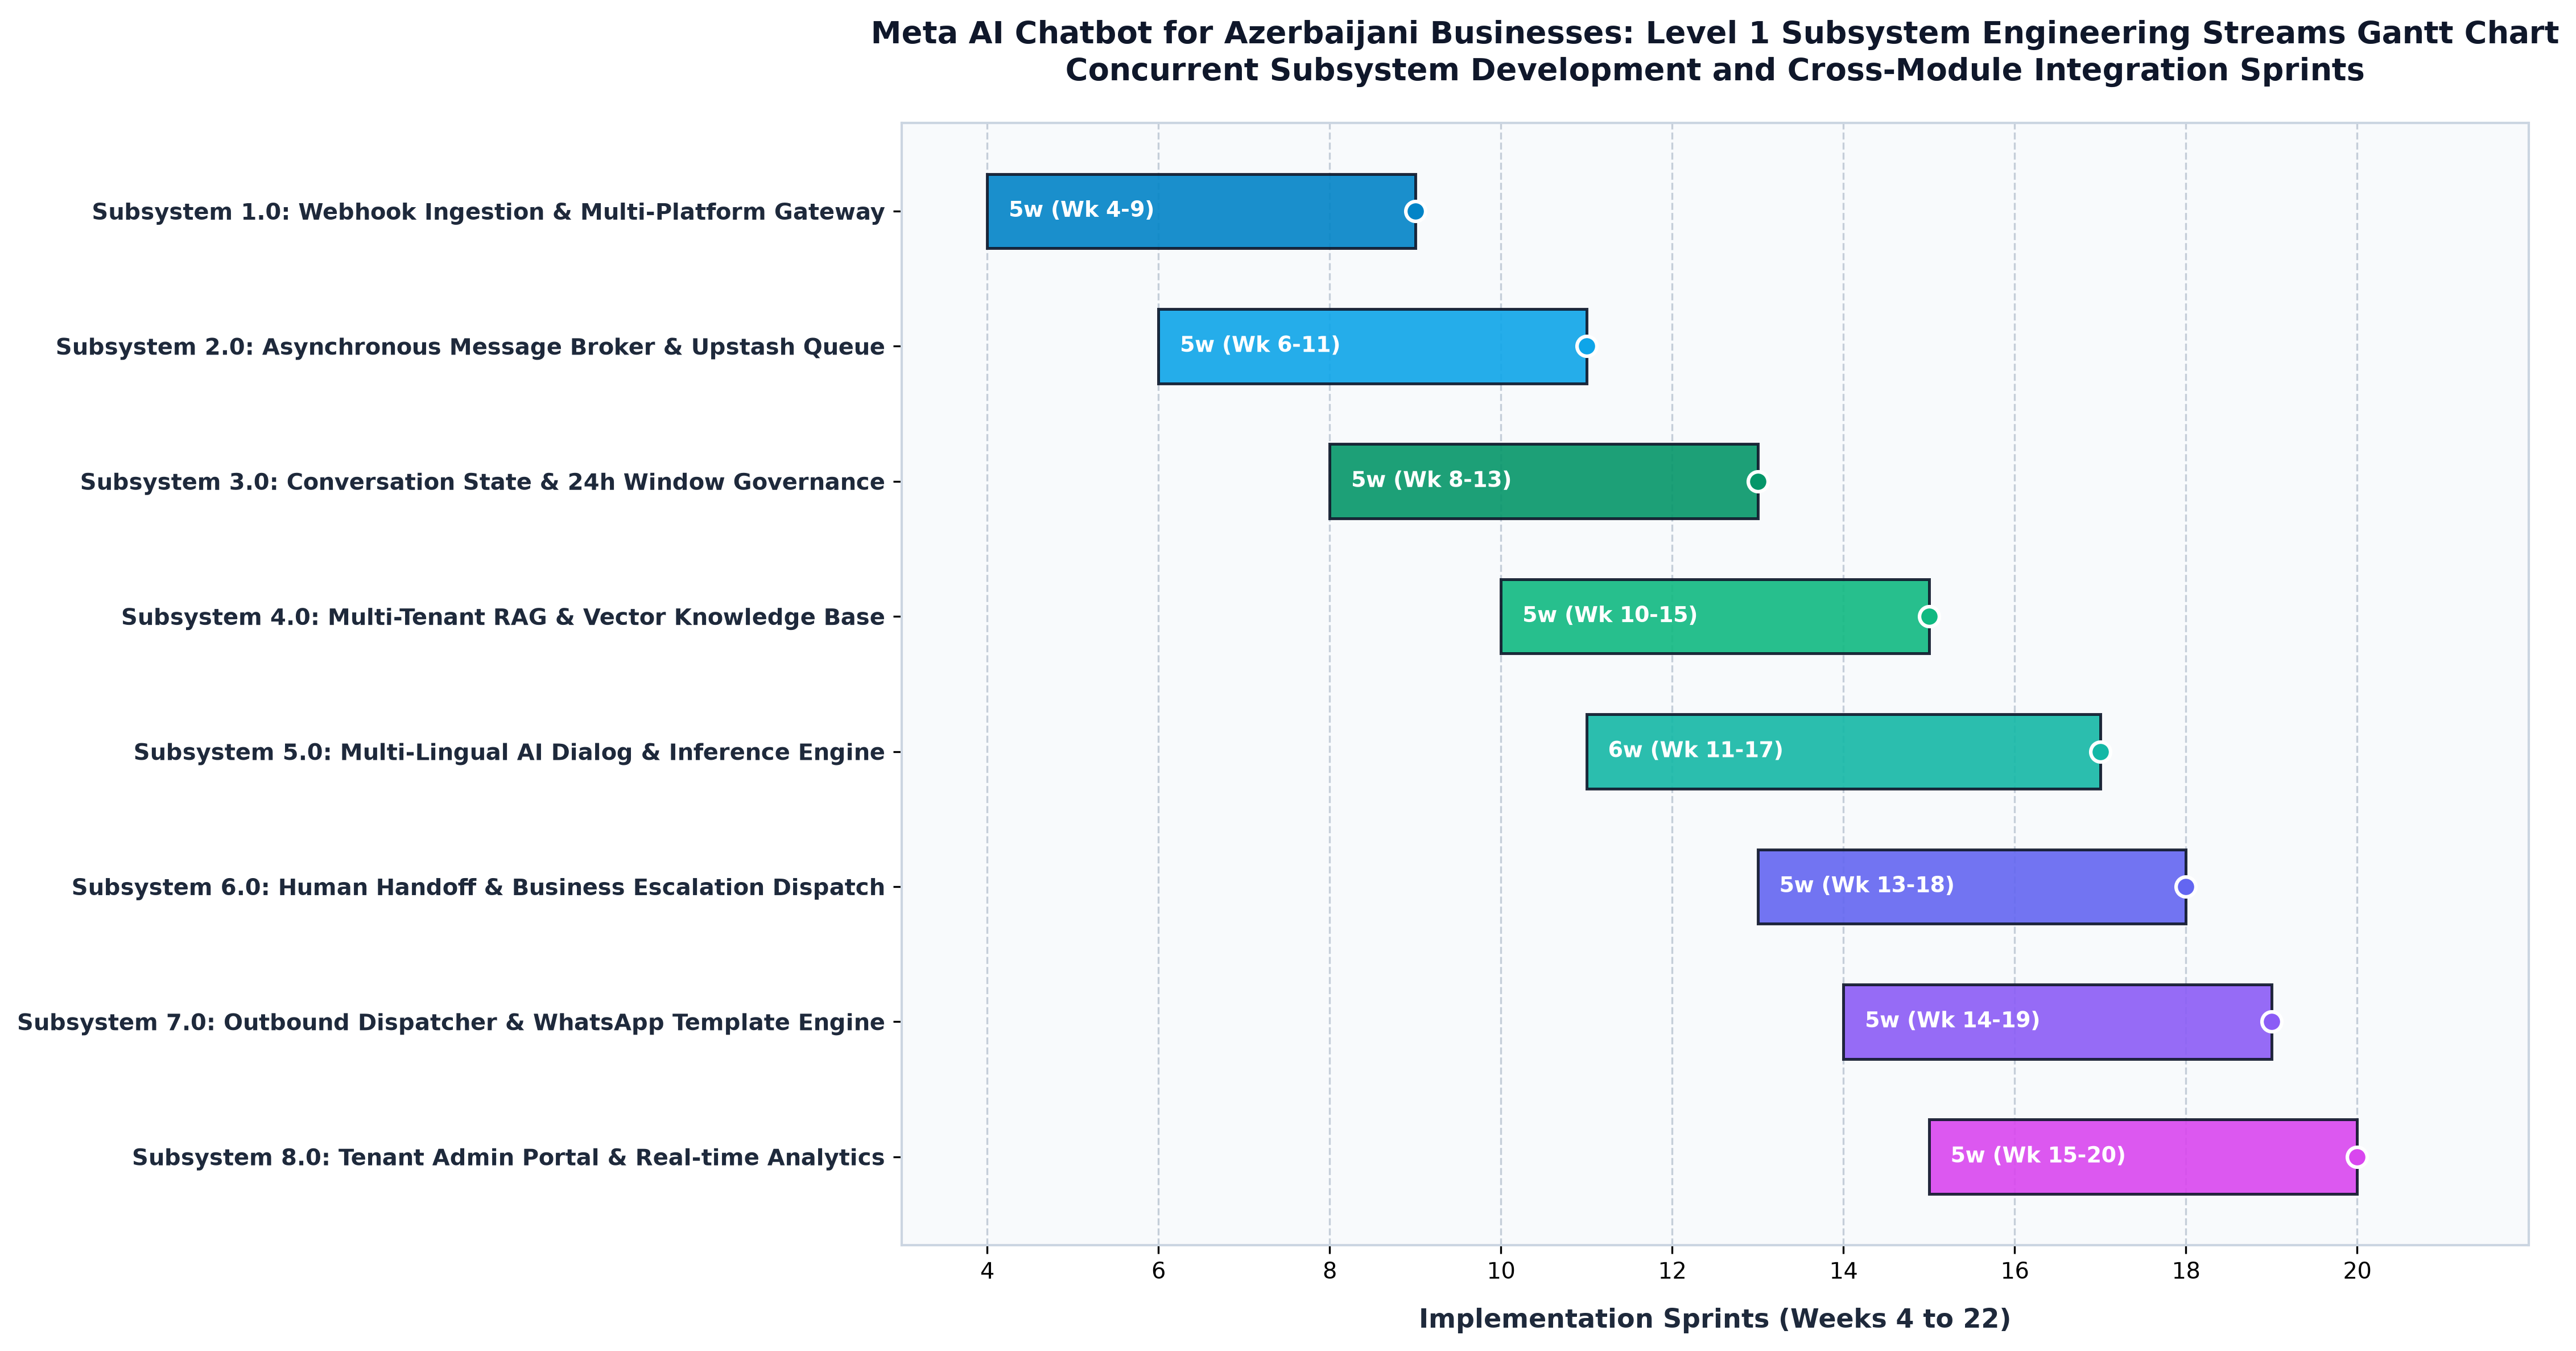 Meta AI Chatbot for Azerbaijani Businesses: Level 1 Subsystem Engineering Streams Gantt Chart
Concurrent Subsystem Development and Cross-Module Integration Sprints
Subsystem 1.0: Webhook Ingestion & Multi-Platform Gateway
5w (Wk 4-9)
Subsystem 2.0: Asynchronous Message Broker & Upstash Queue
5w (Wk 6-11)
Subsystem 3.0: Conversation State & 24h Window Governance
5w (Wk 8-13)
Subsystem 4.0: Multi-Tenant RAG & Vector Knowledge Base
5w (Wk 10-15)
Subsystem 5.0: Multi-Lingual AI Dialog & Inference Engine
6w (Wk 11-17)
Subsystem 6.0: Human Handoff & Business Escalation Dispatch
5w (Wk 13-18)
Subsystem 7.0: Outbound Dispatcher & WhatsApp Template Engine
5w (Wk 14-19)
Subsystem 8.0: Tenant Admin Portal & Real-time Analytics
5w (Wk 15-20)
4 6 8 10 12 14 16 18 20
Implementation Sprints (Weeks 4 to 22)